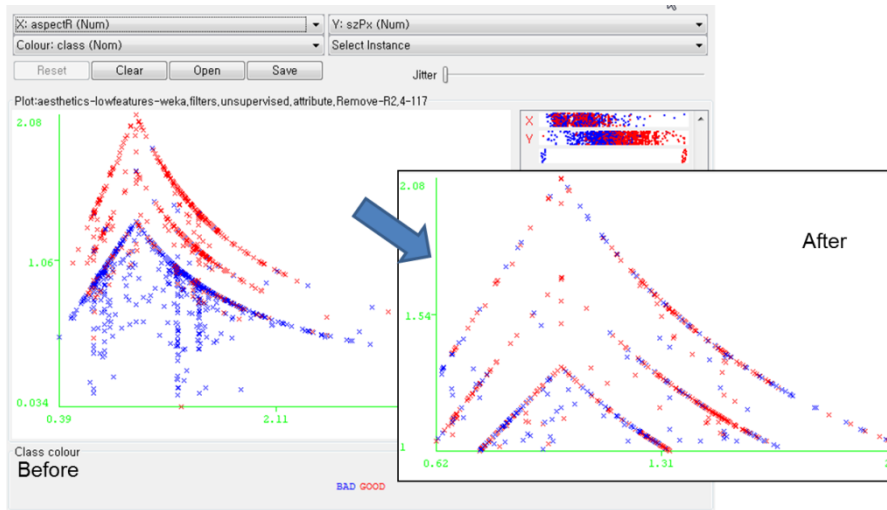 X: aspectR (Num)
Y: szPx (Num)
Colour: class (Nom)
Select Instance
Reset
Clear
Open
Save
Jitter
Plot:aesthetics-lowfeatures-weka,filters,unsupervised,attribute,Remove-R2,4-117
2.08
1.06
0.034
0.39
2.11
X
Y
2.08
After
1.54
1
0.62
1.31
Class colour
Before
BAD GOOD